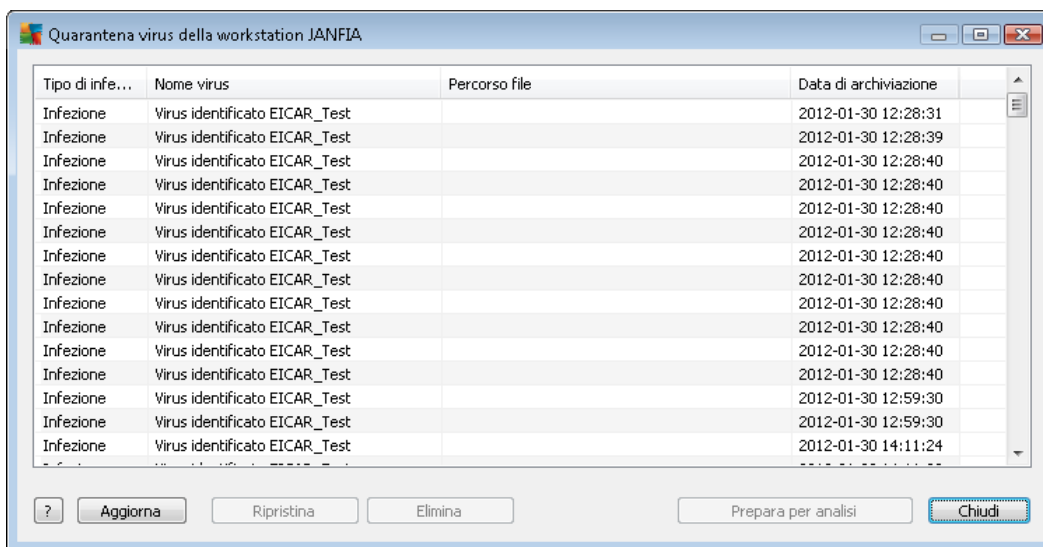 Quarantena virus della workstation JANFIA
Tipo di infe... Nome virus Percorso file Data di archiviazione
Infezione Virus identificato EICAR_Test 2012-01-30 12:28:31
Infezione Virus identificato EICAR_Test 2012-01-30 12:28:39
Infezione Virus identificato EICAR_Test 2012-01-30 12:28:40
Infezione Virus identificato EICAR_Test 2012-01-30 12:28:40
Infezione Virus identificato EICAR_Test 2012-01-30 12:28:40
Infezione Virus identificato EICAR_Test 2012-01-30 12:28:40
Infezione Virus identificato EICAR_Test 2012-01-30 12:28:40
Infezione Virus identificato EICAR_Test 2012-01-30 12:28:40
Infezione Virus identificato EICAR_Test 2012-01-30 12:28:40
Infezione Virus identificato EICAR_Test 2012-01-30 12:28:40
Infezione Virus identificato EICAR_Test 2012-01-30 12:28:40
Infezione Virus identificato EICAR_Test 2012-01-30 12:28:40
Infezione Virus identificato EICAR_Test 2012-01-30 12:59:30
Infezione Virus identificato EICAR_Test 2012-01-30 12:59:30
Infezione Virus identificato EICAR_Test 2012-01-30 14:11:24
? Aggiorna Ripristina Elimina Prepara per analisi Chiudi